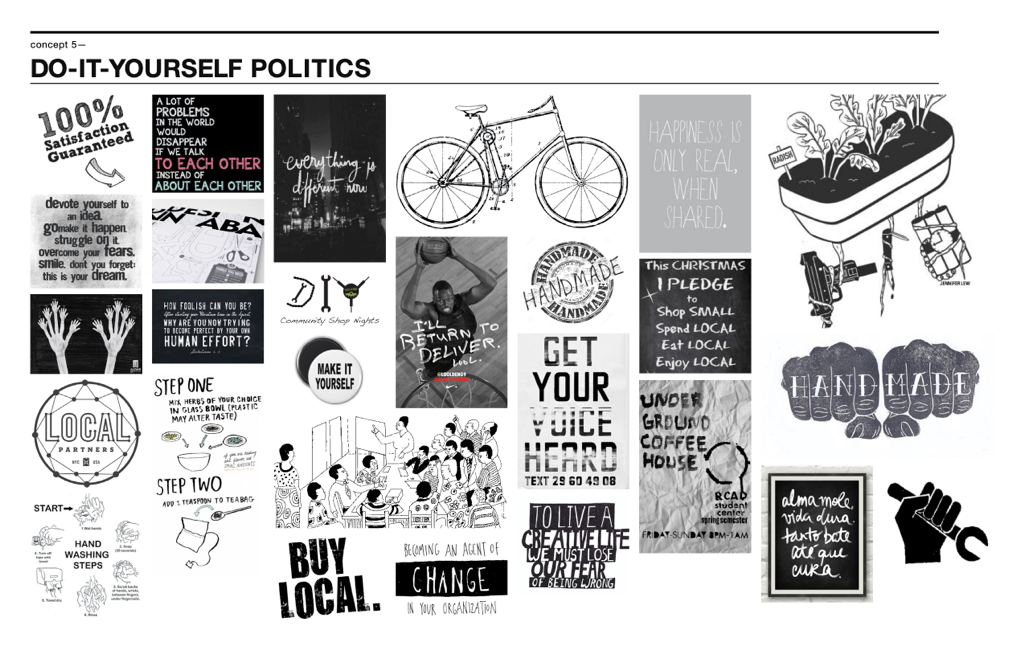 concept 5—
DO-IT-YOURSELF POLITICS
100%
Satisfaction
Guaranteed
A LOT OF
PROBLEMS
IN THE WORLD
WOULD
DISAPPEAR
IF WE TALK
TO EACH OTHER
INSTEAD OF
ABOUT EACH OTHER
devote yourself to
an idea.
go make it happen.
struggle on it.
overcome your fears.
smile. dont you forget:
this is your dream.
HOW FOOLISH CAN YOU BE?
WHY ARE YOU NOW TRYING
TO BECOME PERFECT BY YOUR OWN
HUMAN EFFORT?
LOCAL
PARTNERS
NYC
USA
STEP ONE
MIX HERBS OF YOUR CHOICE
IN GLASS BOWL (PLASTIC
MAY ALTER TASTE)
STEP TWO
ADD 1 TEASPOON TO TEABAG
START
HAND
WASHING
STEPS
everything is
different now
DIY
Community Shop Nights
MAKE IT
YOURSELF
BUY
LOCAL.
I'LL
RETURN TO
DELIVER.
BECOMING AN AGENT OF
CHANGE
IN YOUR ORGANIZATION
HANDMADE
HANDMADE
HANDMADE
GET
YOUR
VOICE
HEARD
TEXT 29 60 49 08
TO LIVE A
CREATIVE LIFE
WE MUST LOSE
OUR FEAR
OF BEING WRONG
HAPPINESS IS
ONLY REAL,
WHEN
SHARED.
This CHRISTMAS
I PLEDGE
to
Shop SMALL
Spend LOCAL
Eat LOCAL
Enjoy LOCAL
UNDER
GROUND
COFFEE
HOUSE
RCAD
student
center
spring semester
FRIDAY-SUNDAY 8PM-1AM
RADISH
JENNIFER LEW
HANDMADE
alma mole,
vida dura.
tanto bate
até que
cura.